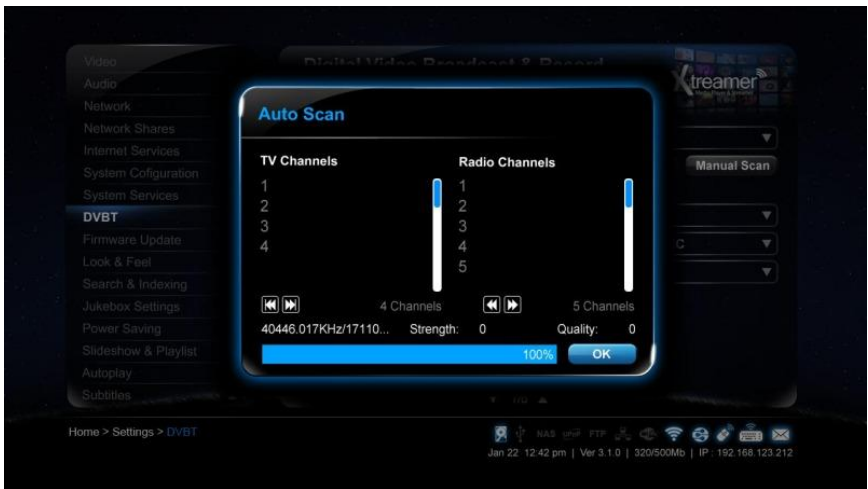 Video
Digital Video Broadcast & Record
Audio
Xtreamer
Network
Auto Scan
Network Shares
Internet Services
TV Channels
Radio Channels
Manual Scan
System Cofiguration
1
1
System Services
2
2
DVBT
3
3
Firmware Update
4
4
C
Look & Feel
5
Search & Indexing
Jukebox Settings
4 Channels
5 Channels
Power Saving
40446.017KHz/17110... Strength: 0 Quality: 0
Slideshow & Playlist
100%
OK
Autoplay
Subtitles
Home > Settings > DVBT
NAS UPnP FTP
Jan 22 12:42 pm | Ver 3.1.0 | 320/500Mb | IP : 192.168.123.212